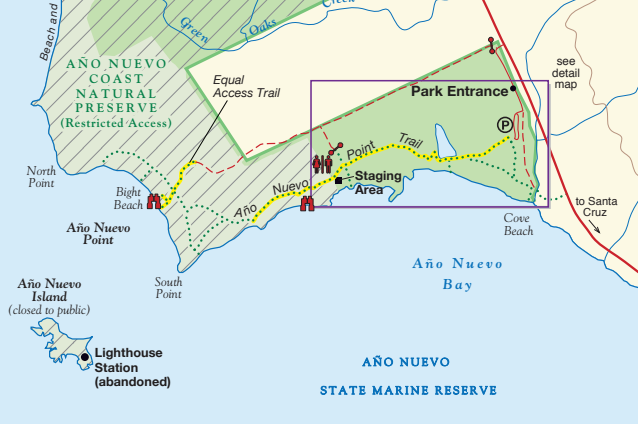 Beach and
Green
Oaks
Creek
AÑO NUEVO
COAST
NATURAL
PRESERVE
(Restricted Access)
Equal
Access Trail
see
detail
map
Park Entrance
P
North
Point
Bight
Beach
Año Nuevo
Point
Año Nuevo Point Trail
Staging
Area
to Santa
Cruz
Cove
Beach
South
Point
Año Nuevo
Bay
Año Nuevo
Island
(closed to public)
Lighthouse
Station
(abandoned)
AÑO NUEVO
STATE MARINE RESERVE